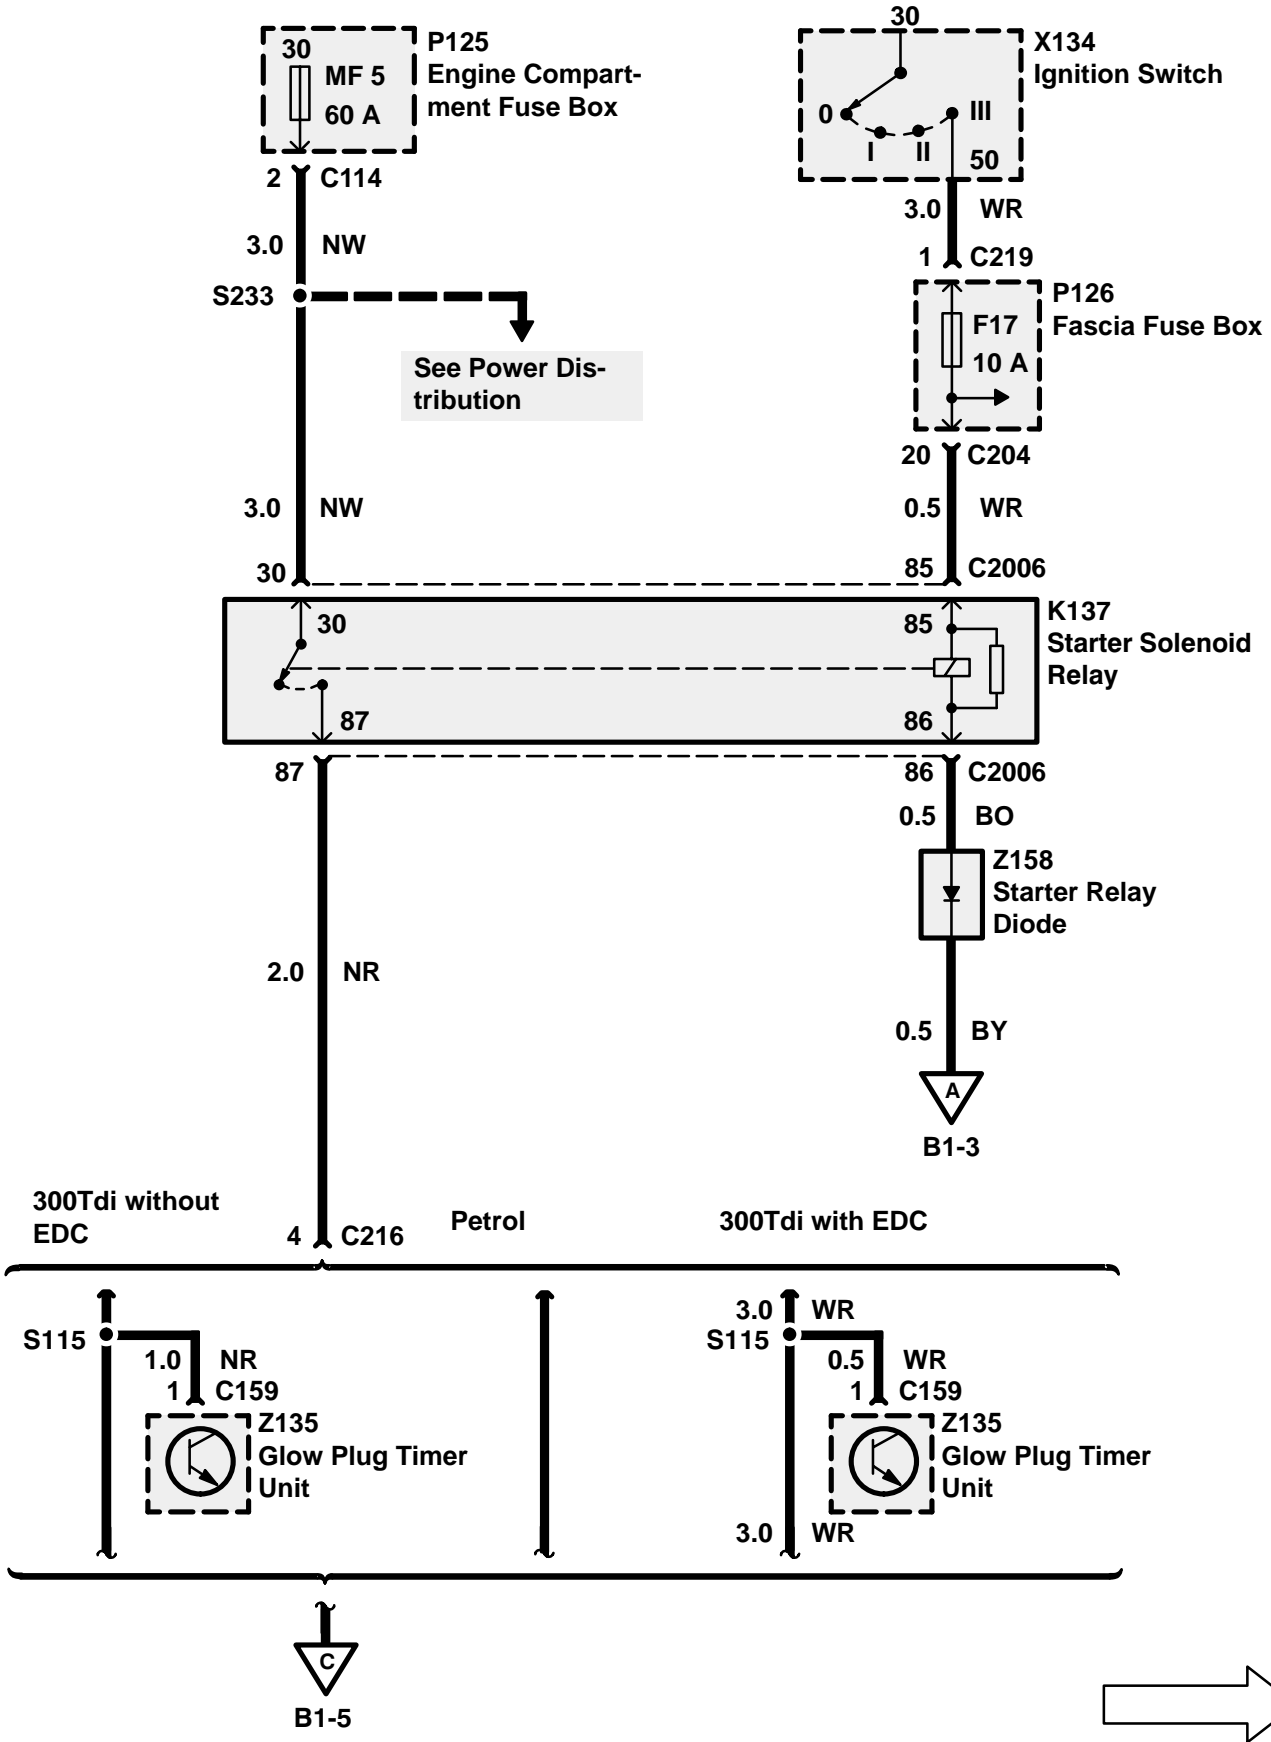 30
MF 5
60 A
P125
Engine Compart-
ment Fuse Box
30
X134
Ignition Switch
0
I
II
III
50
2 C114
3.0 WR
3.0 NW
1 C219
S233
P126
Fascia Fuse Box
F17
10 A
See Power Dis-
tribution
20 C204
3.0 NW
0.5 WR
30
85 C2006
30
85
K137
Starter Solenoid
Relay
87
86
87
86 C2006
0.5 BO
Z158
Starter Relay
Diode
2.0 NR
0.5 BY
A
B1-3
300Tdi without
EDC
4 C216
Petrol
300Tdi with EDC
S115
1.0 NR
1 C159
Z135
Glow Plug Timer
Unit
3.0 WR
S115
0.5 WR
1 C159
Z135
Glow Plug Timer
Unit
3.0 WR
C
B1-5